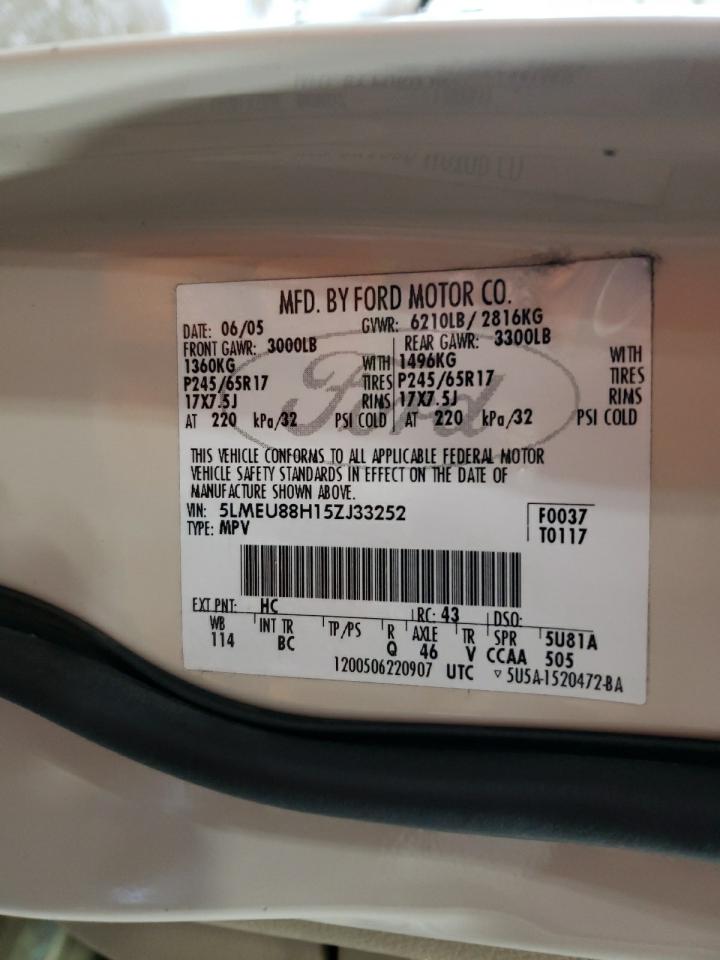 MFD. BY FORD MOTOR CO.
DATE: 06/05 GVWR: 6210LB/ 2816KG
FRONT GAWR: 3000LB REAR GAWR: 3300LB
1360KG WITH 1496KG WITH
P245/65R17 TIRES P245/65R17 TIRES
17X7.5J RIMS 17X7.5J RIMS
AT 220 kPa/32 PSI COLD AT 220 kPa/32 PSI COLD
Ford
THIS VEHICLE CONFORMS TO ALL APPLICABLE FEDERAL MOTOR
VEHICLE SAFETY STANDARDS IN EFFECT ON THE DATE OF
MANUFACTURE SHOWN ABOVE.
VIN: 5LMEU88H15ZJ33252 F0037
TYPE: MPV T0117
EXT PNT: HC RC: 43 DSO:
WB INT TR TP/PS R AXLE TR SPR 5U81A
114 BC Q 46 V CCAA 505
1200506220907 UTC ▽ 5U5A-1520472-BA